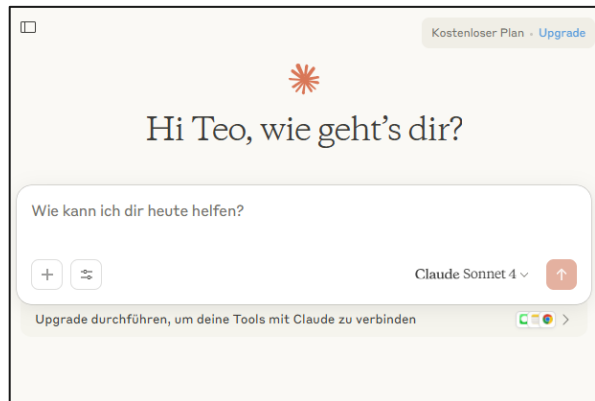 Kostenloser Plan · Upgrade
Hi Teo, wie geht's dir?
Wie kann ich dir heute helfen?
Claude Sonnet 4
Upgrade durchführen, um deine Tools mit Claude zu verbinden